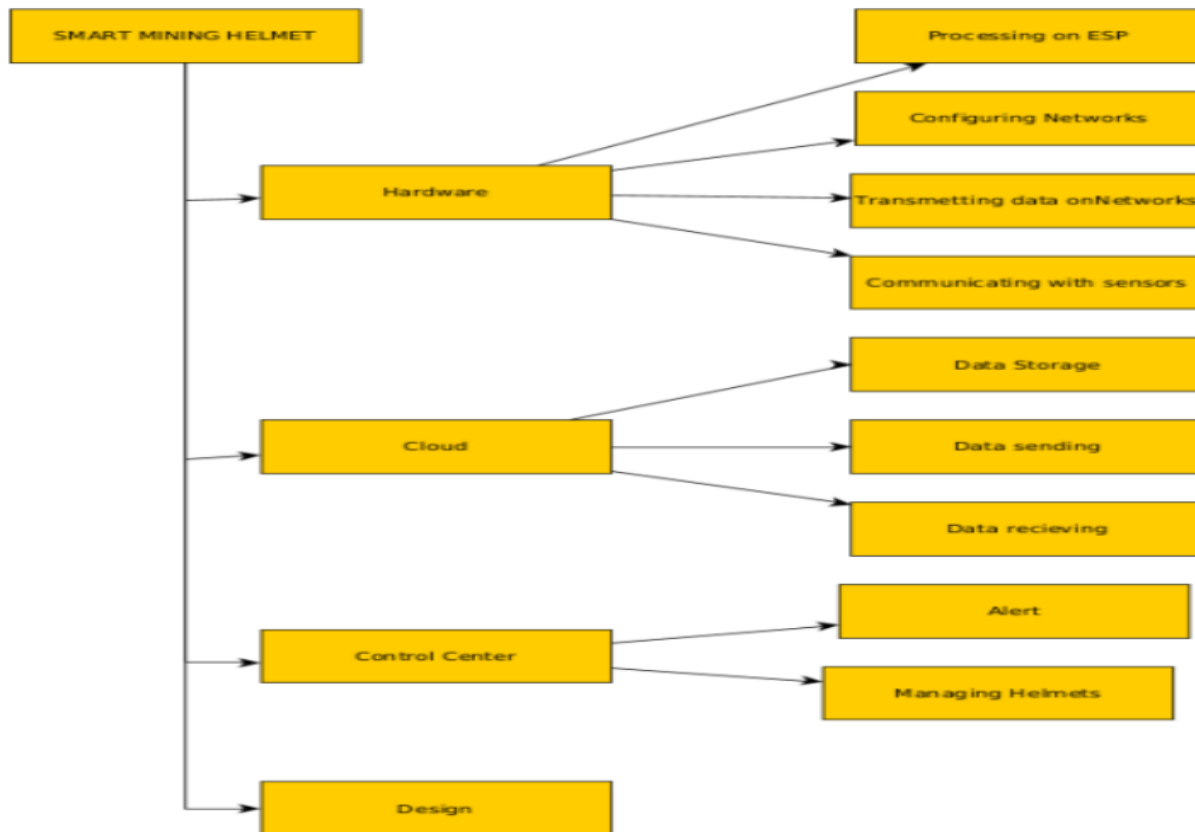 SMART MINING HELMET
Processing on ESP
Configuring Networks
Hardware
Transmetting data onNetworks
Communicating with sensors
Data Storage
Cloud
Data sending
Data recieving
Alert
Control Center
Managing Helmets
Design